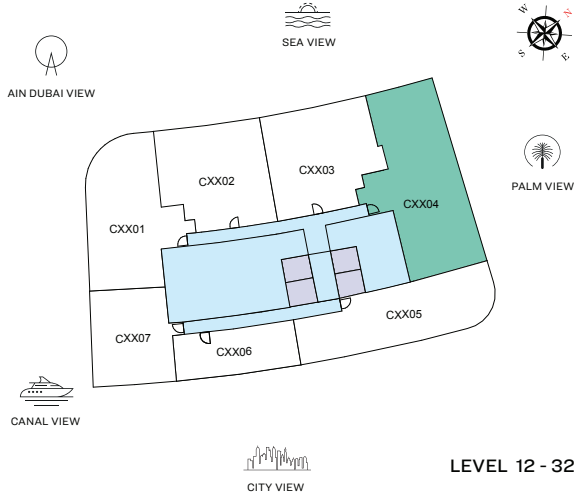 SEA VIEW
W
N
S
E
AIN DUBAI VIEW
PALM VIEW
CXX01
CXX02
CXX03
CXX04
CXX05
CXX06
CXX07
CANAL VIEW
CITY VIEW
LEVEL 12 - 32